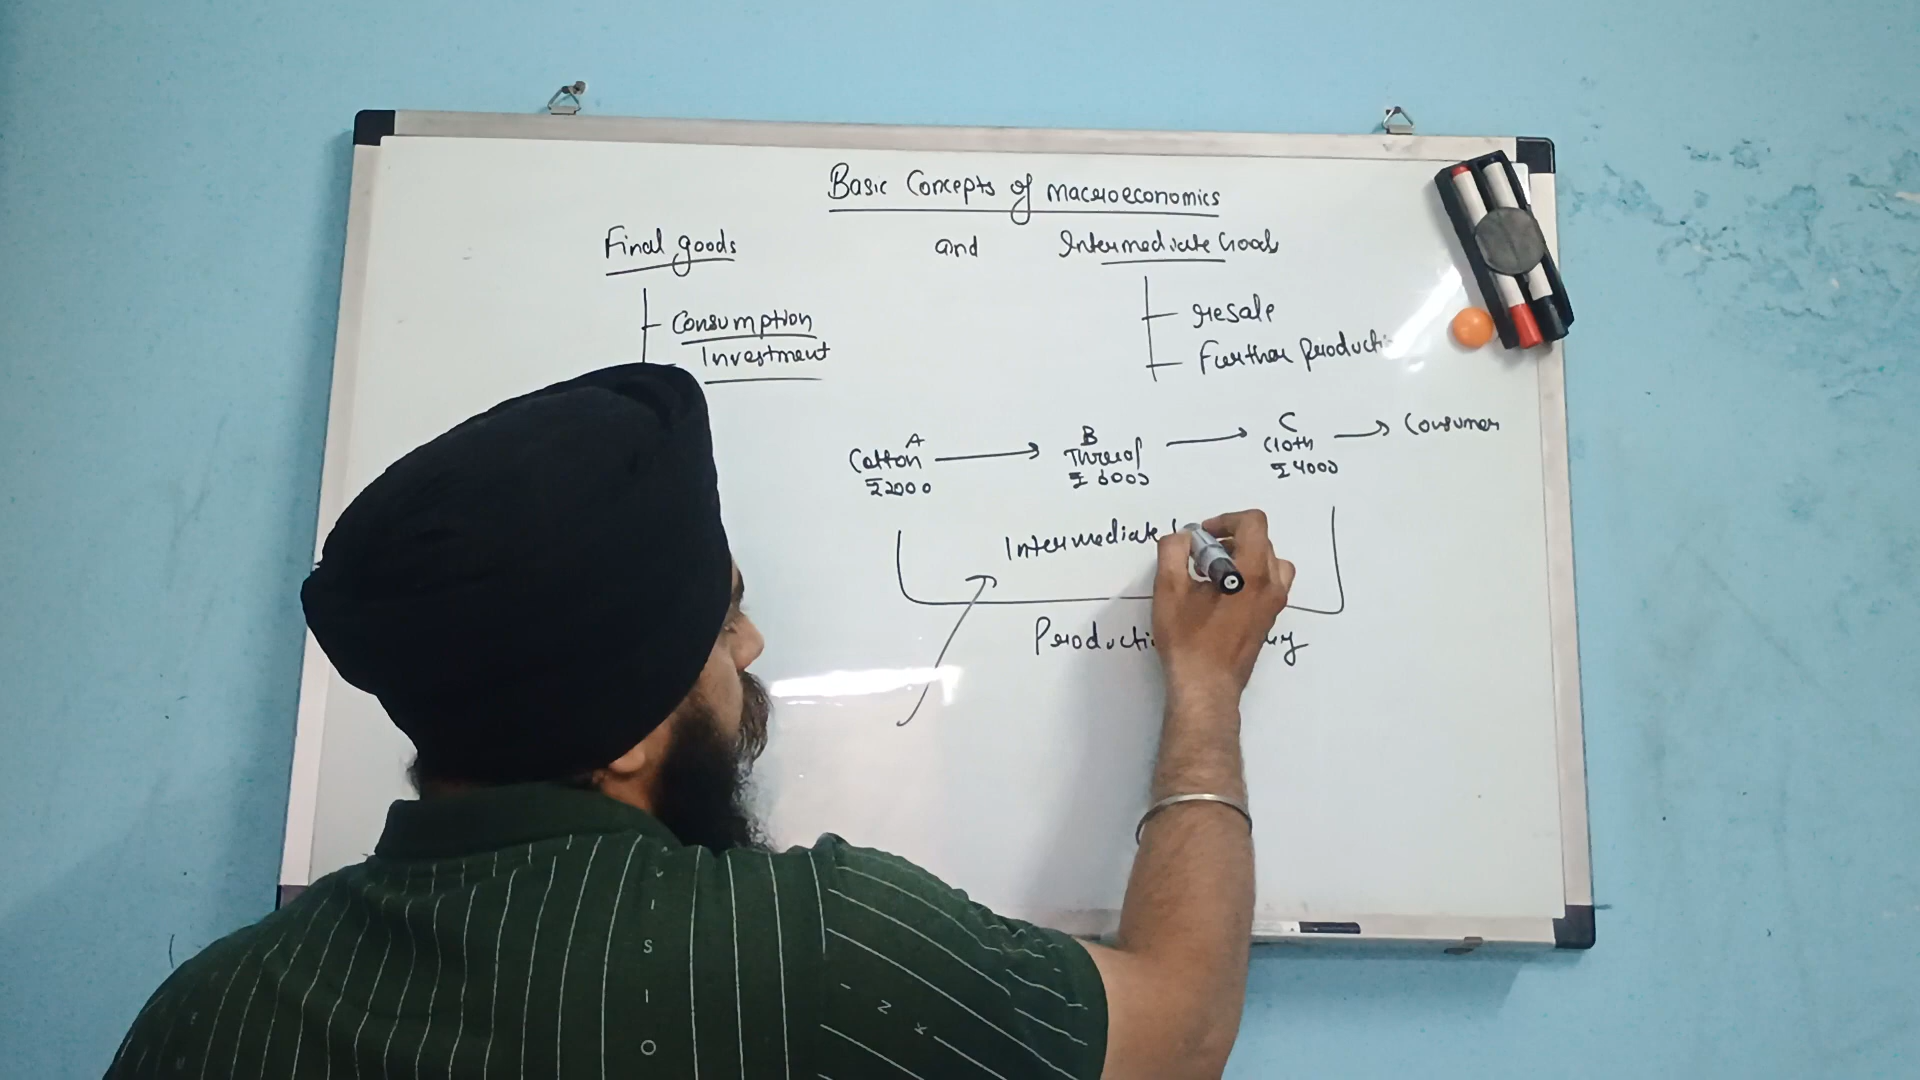 Basic Concepts of macroeconomics
Final goods and Intermediate Goods
Consumption
Investment
resale
Further Producti
A
Cotton
₹2000
B
Thread
₹ 6000
C
Cloth
₹ 4000
Consumer
Intermediate
Producti
S
I
O
I Z K